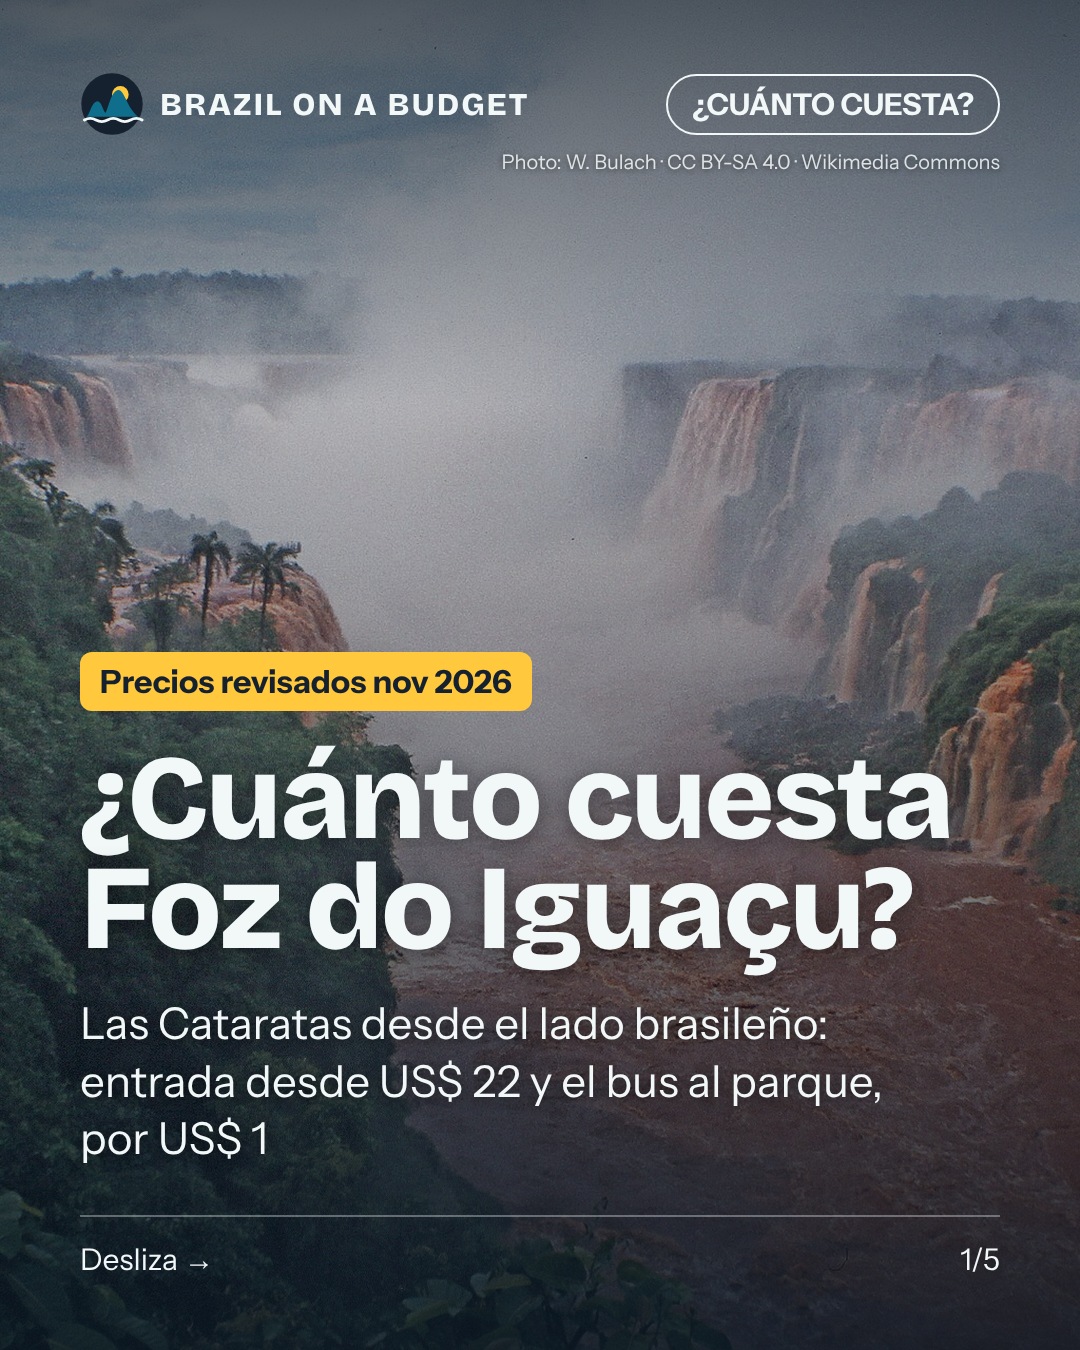 BRAZIL ON A BUDGET
¿CUÁNTO CUESTA?
Photo: W. Bulach · CC BY-SA 4.0 · Wikimedia Commons
Precios revisados nov 2026
¿Cuánto cuesta
Foz do Iguaçu?
Las Cataratas desde el lado brasileño:
entrada desde US$ 22 y el bus al parque,
por US$ 1
Desliza →
1/5